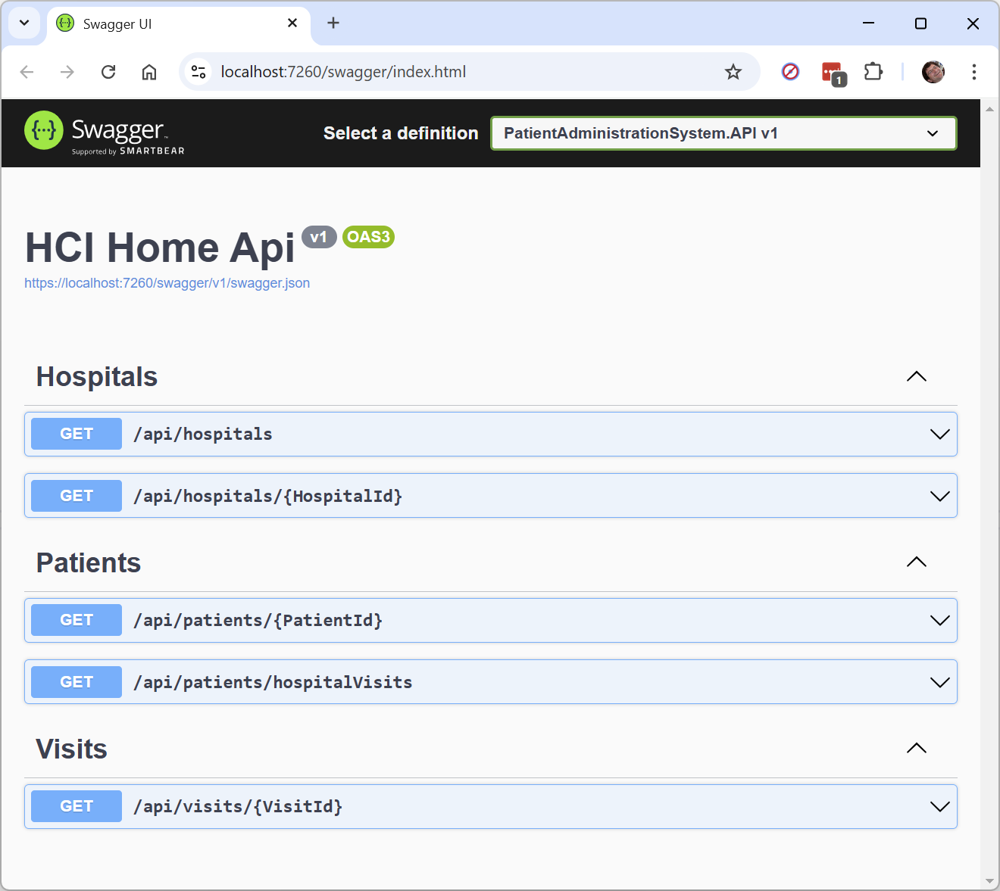 Swagger UI
localhost:7260/swagger/index.html
1
{···} Swagger™
Supported by SMARTBEAR
Select a definition
PatientAdministrationSystem.API v1
HCI Home Api v1 OAS3
https://localhost:7260/swagger/v1/swagger.json
Hospitals
GET /api/hospitals
GET /api/hospitals/{HospitalId}
Patients
GET /api/patients/{PatientId}
GET /api/patients/hospitalVisits
Visits
GET /api/visits/{VisitId}